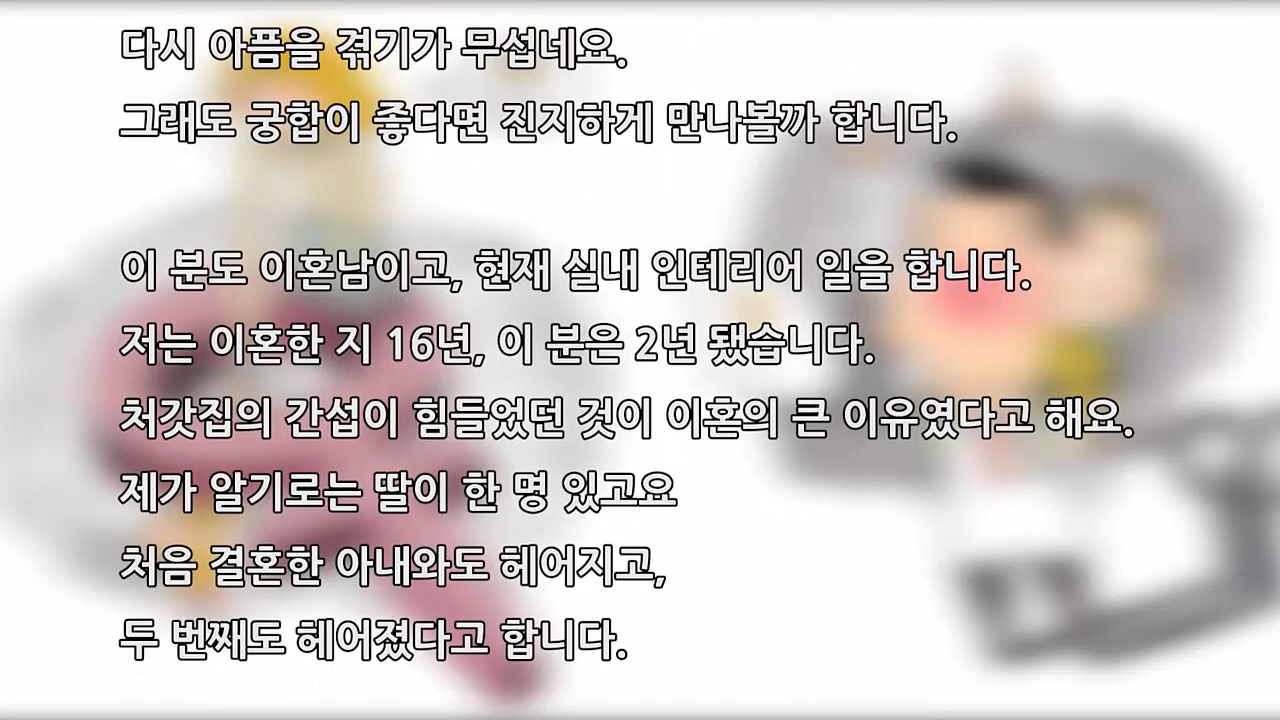 다시 아픔을 겪기가 무섭네요.
그래도 궁합이 좋다면 진지하게 만나볼까 합니다.
이 분도 이혼남이고, 현재 실내 인테리어 일을 합니다.
저는 이혼한 지 16년, 이 분은 2년 됐습니다.
처갓집의 간섭이 힘들었던 것이 이혼의 큰 이유였다고 해요.
제가 알기로는 딸이 한 명 있고요
처음 결혼한 아내와도 헤어지고,
두 번째도 헤어졌다고 합니다.